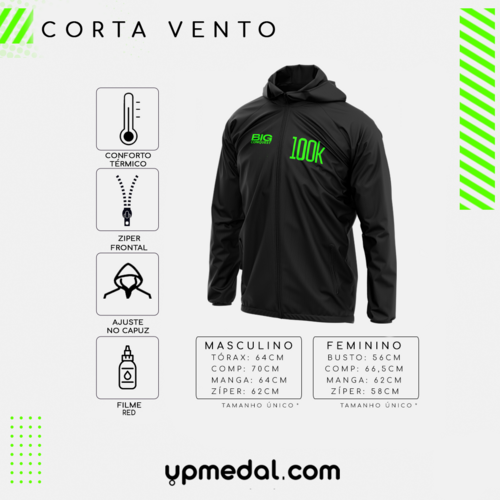 CORTA VENTO
CONFORTO
TÉRMICO
ZIPER
FRONTAL
AJUSTE
NO CAPUZ
FILME
RED
BIG
100K
MASCULINO
TÓRAX: 64CM
COMP: 70CM
MANGA: 64CM
ZÍPER: 62CM
TAMANHO ÚNICO*
FEMININO
BUSTO: 56CM
COMP: 66,5CM
MANGA: 62CM
ZÍPER: 58CM
TAMANHO ÚNICO*
upmedal.com